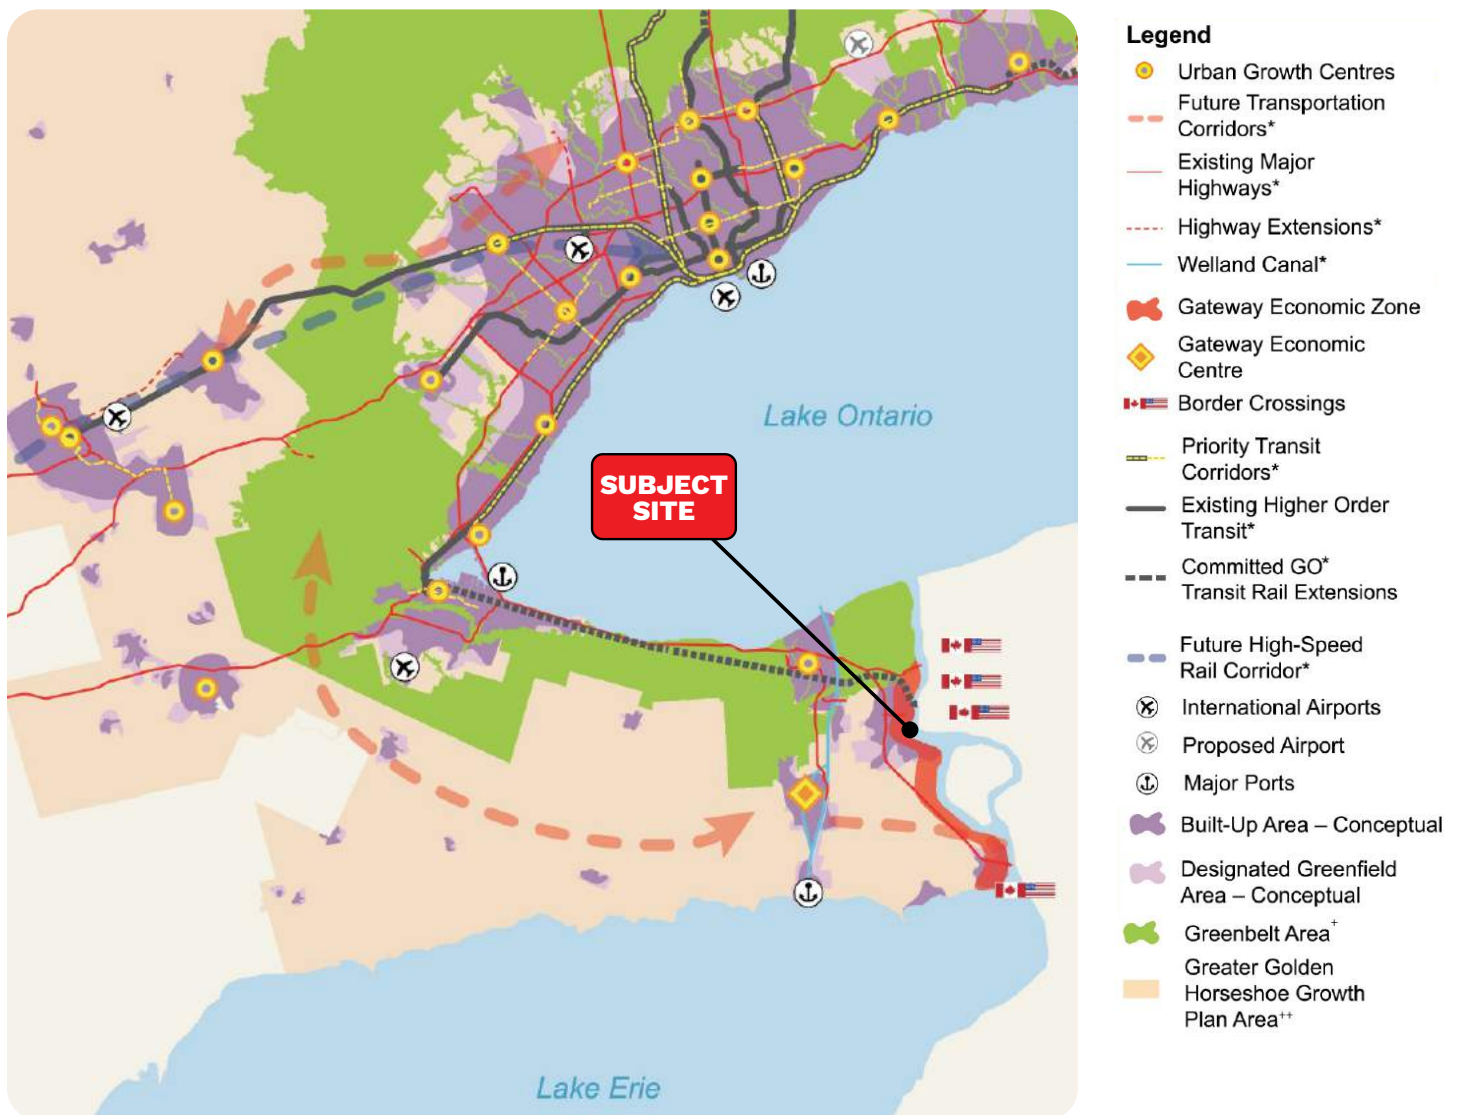 Lake Ontario
SUBJECT
SITE
Lake Erie
Legend
Urban Growth Centres
Future Transportation
Corridors*
Existing Major
Highways*
Highway Extensions*
Welland Canal*
Gateway Economic Zone
Gateway Economic
Centre
Border Crossings
Priority Transit
Corridors*
Existing Higher Order
Transit*
Committed GO*
Transit Rail Extensions
Future High-Speed
Rail Corridor*
International Airports
Proposed Airport
Major Ports
Built-Up Area – Conceptual
Designated Greenfield
Area – Conceptual
Greenbelt Area+
Greater Golden
Horseshoe Growth
Plan Area++